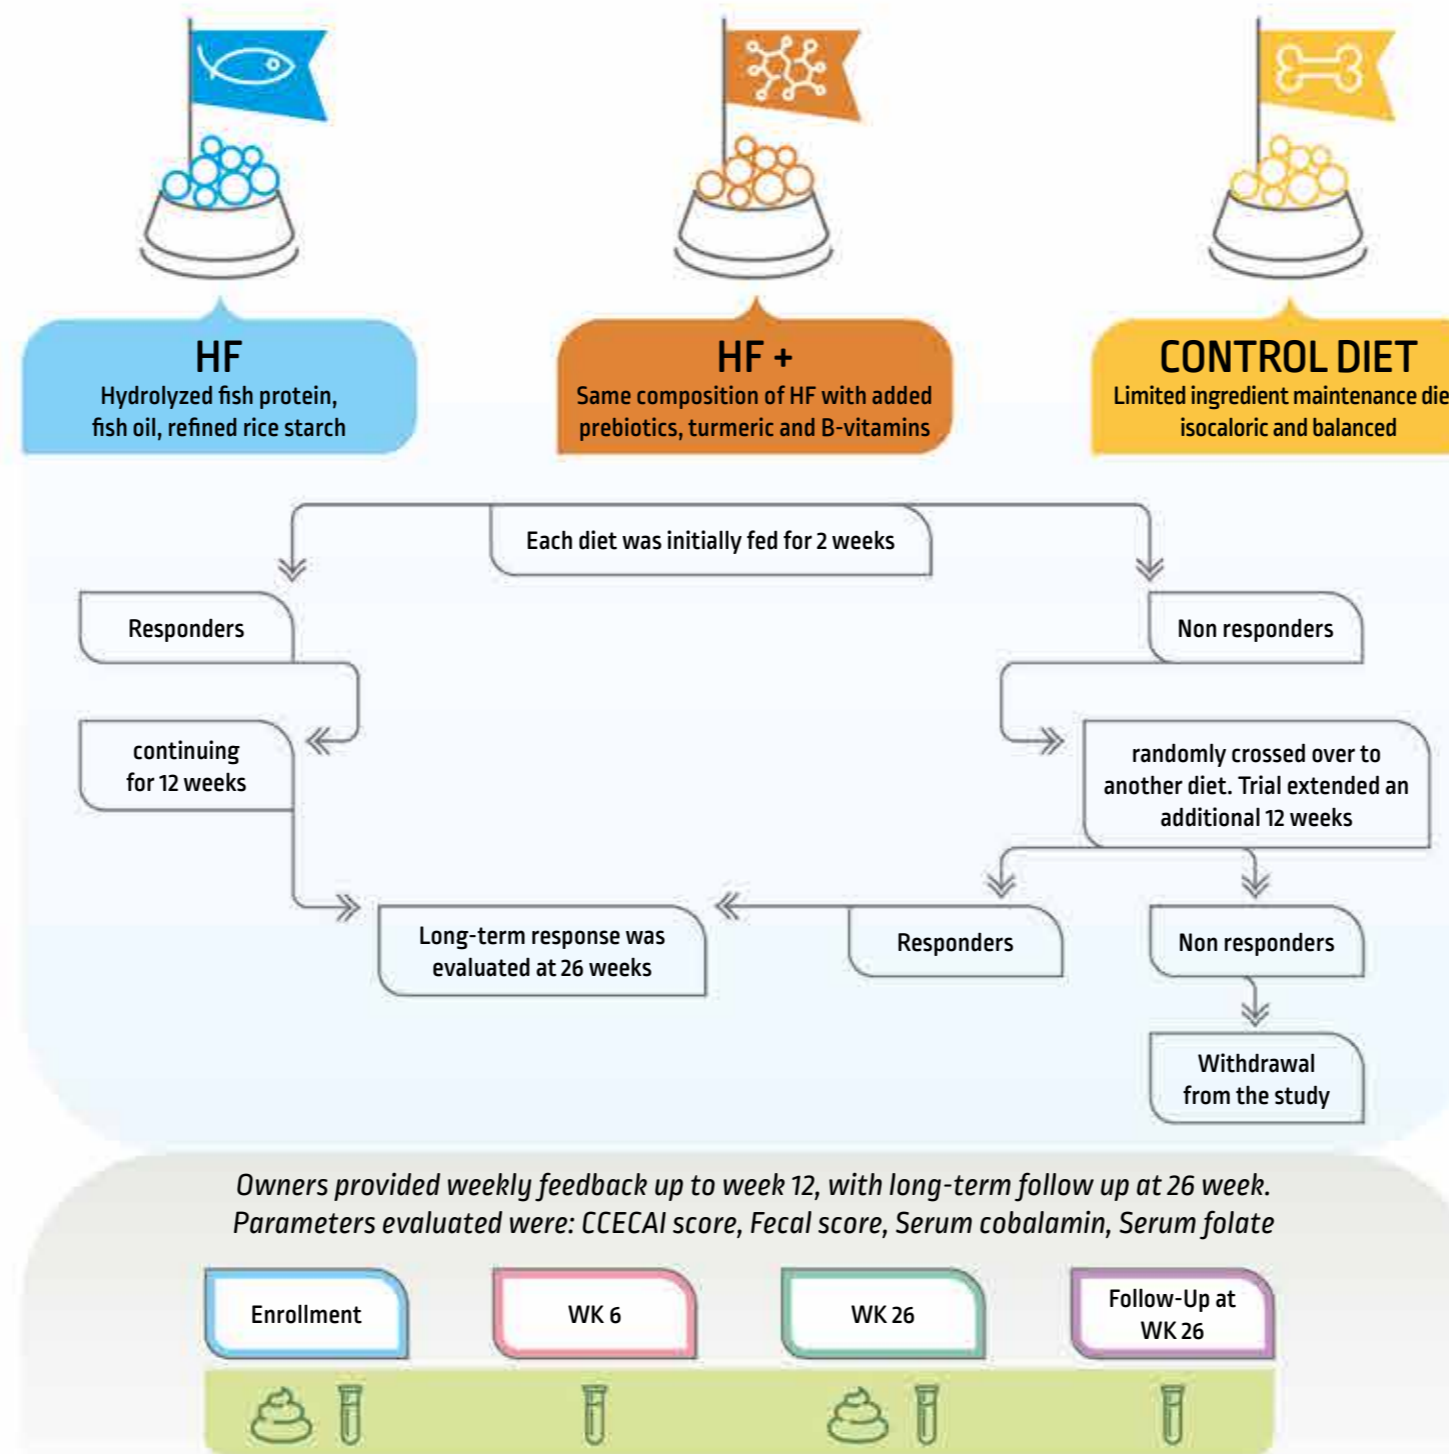 HF
Hydrolyzed fish protein,
fish oil, refined rice starch
HF +
Same composition of HF with added
prebiotics, turmeric and B-vitamins
CONTROL DIET
Limited ingredient maintenance die
isocaloric and balanced
Each diet was initially fed for 2 weeks
Responders
Non responders
continuing
for 12 weeks
randomly crossed over to
another diet. Trial extended an
additional 12 weeks
Long-term response was
evaluated at 26 weeks
Responders
Non responders
Withdrawal
from the study
Owners provided weekly feedback up to week 12, with long-term follow up at 26 week.
Parameters evaluated were: CCECAI score, Fecal score, Serum cobalamin, Serum folate
Enrollment
WK 6
WK 26
Follow-Up at
WK 26